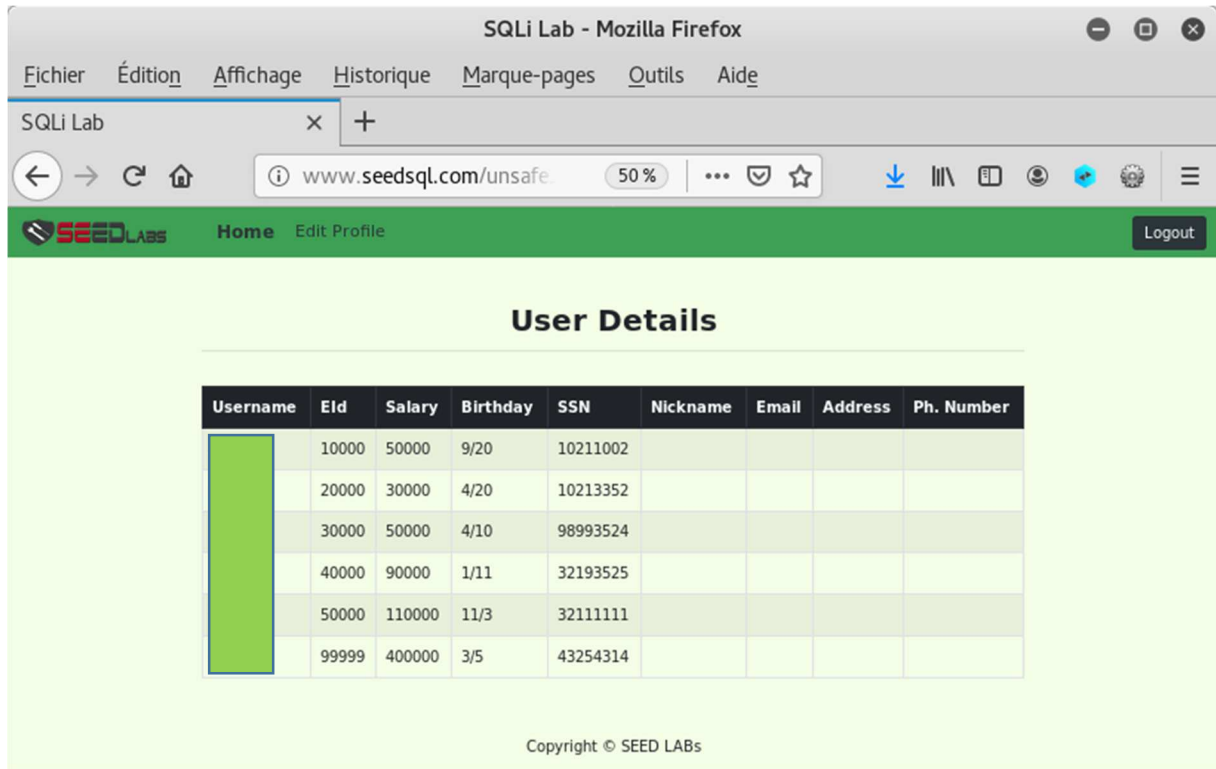 SQLi Lab - Mozilla Firefox
Fichier Édition Affichage Historique Marque-pages Outils Aide
SQLi Lab
www.seedsql.com/unsafe. 50 %
SEEDLABS Home Edit Profile Logout
User Details
Username EId Salary Birthday SSN Nickname Email Address Ph. Number
10000 50000 9/20 10211002
20000 30000 4/20 10213352
30000 50000 4/10 98993524
40000 90000 1/11 32193525
50000 110000 11/3 32111111
99999 400000 3/5 43254314
Copyright © SEED LABs